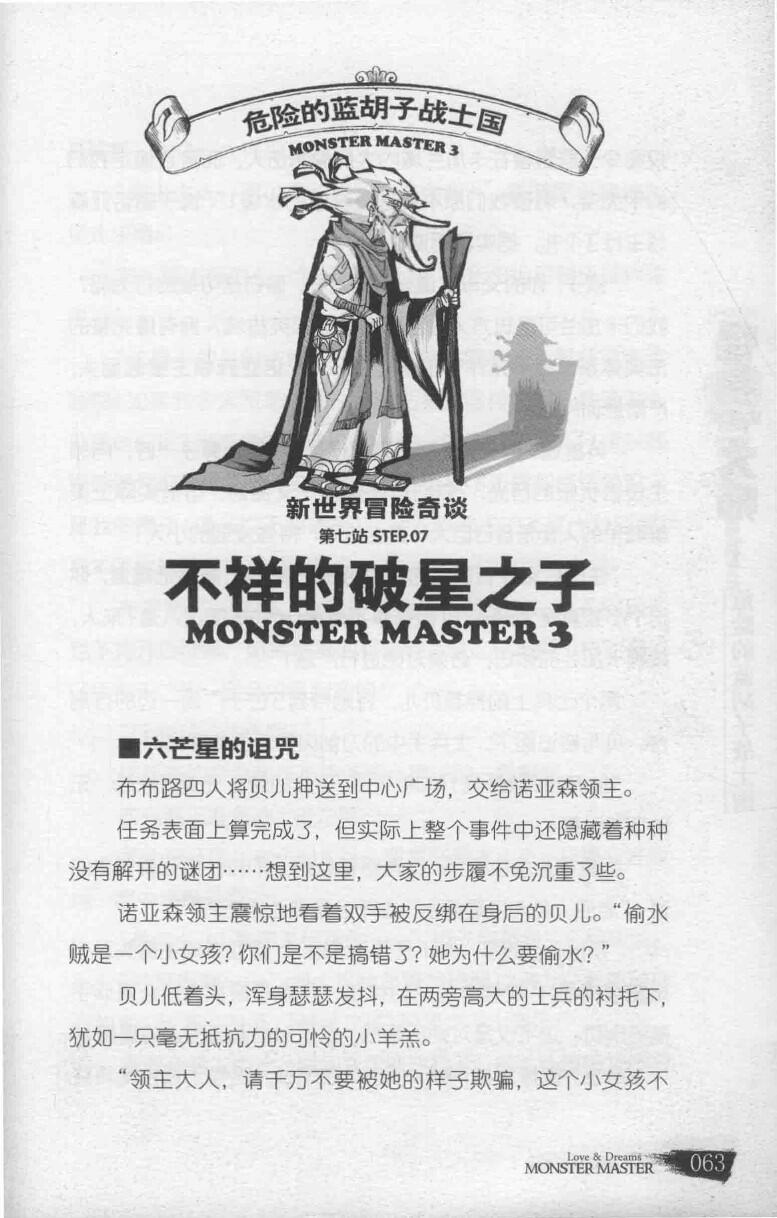 危险的蓝胡子战士国
MONSTER MASTER 3
新世界冒险奇谈
第七站 STEP.07
不祥的破星之子
MONSTER MASTER 3
■六芒星的诅咒
布布路四人将贝儿押送到中心广场，交给诺亚森领主。
任务表面上算完成了，但实际上整个事件中还隐藏着种种
没有解开的谜团……想到这里，大家的步履不免沉重了些。
诺亚森领主震惊地看着双手被反绑在身后的贝儿。“偷水
贼是一个小女孩？你们是不是搞错了？她为什么要偷水？”
贝儿低着头，浑身瑟瑟发抖，在两旁高大的士兵的衬托下，
犹如一只毫无抵抗力的可怜的小羊羔。
“领主大人，请千万不要被她的样子欺骗，这个小女孩不
Love & Dreams
MONSTER MASTER
063